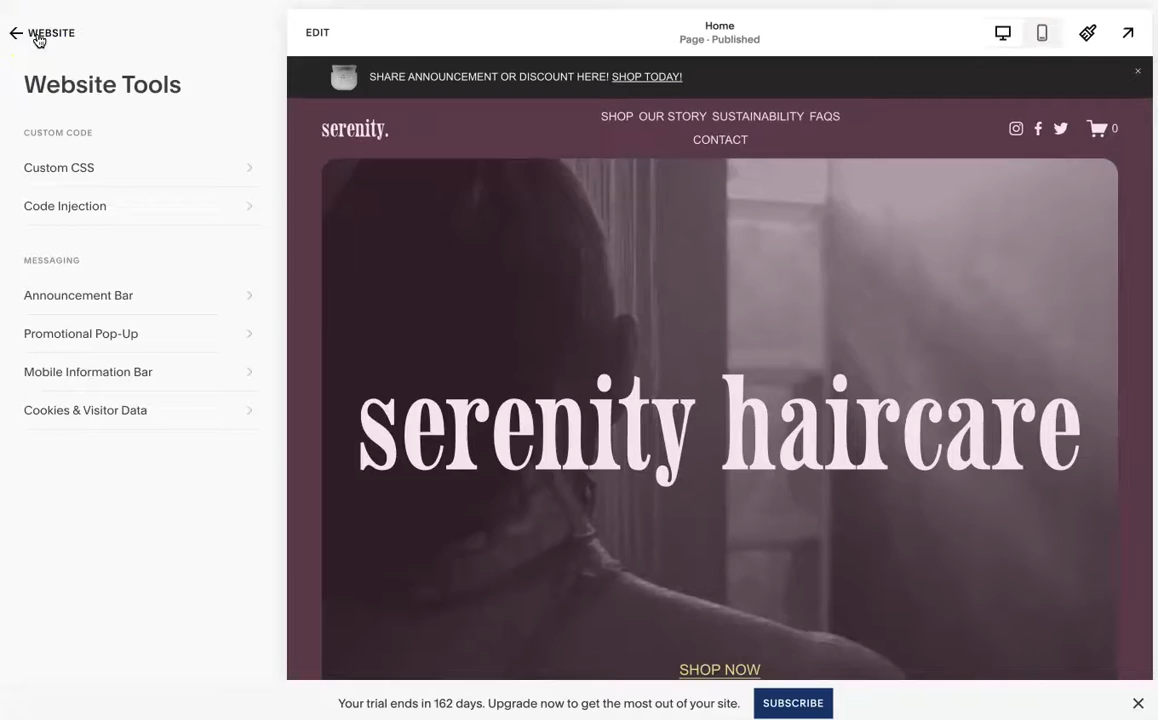 WEBSITE
Website Tools
CUSTOM CODE
Custom CSS
Code Injection
MESSAGING
Announcement Bar
Promotional Pop-Up
Mobile Information Bar
Cookies & Visitor Data
EDIT
Home
Page · Published
SHARE ANNOUNCEMENT OR DISCOUNT HERE! SHOP TODAY!
serenity.
SHOP OUR STORY SUSTAINABILITY FAQS
CONTACT
0
serenity haircare
SHOP NOW
Your trial ends in 162 days. Upgrade now to get the most out of your site. SUBSCRIBE